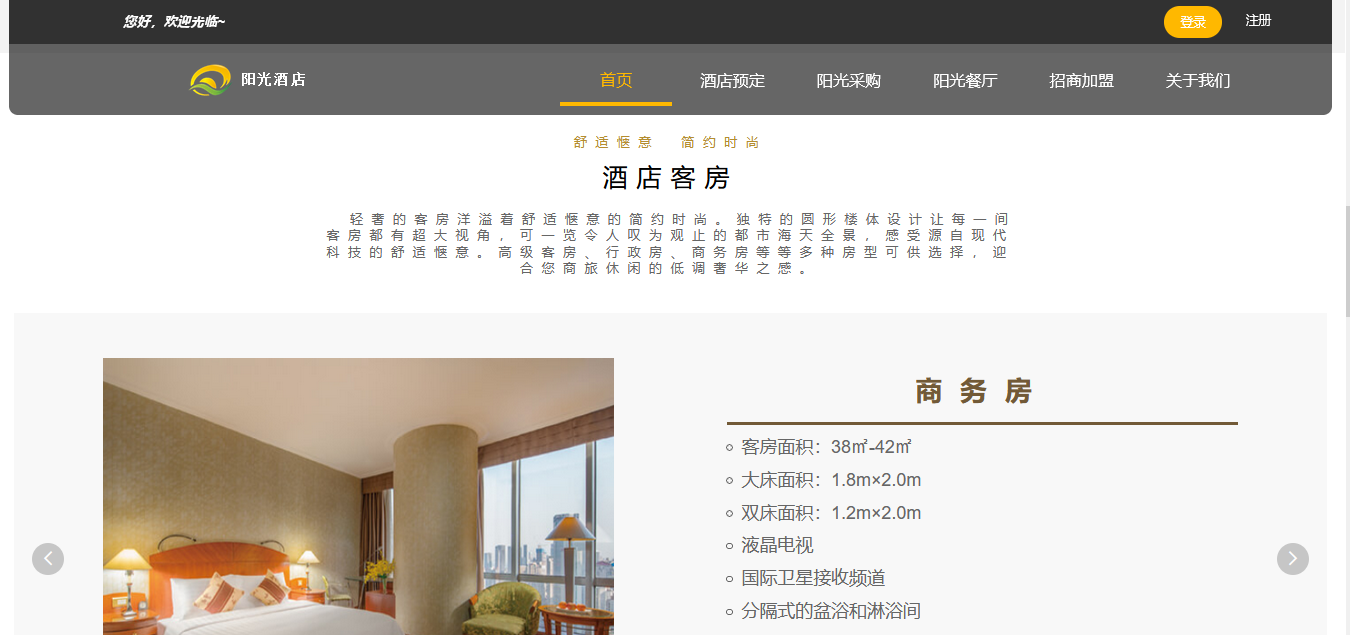 您好，欢迎光临~
登录
注册
阳光酒店
首页
酒店预定
阳光采购
阳光餐厅
招商加盟
关于我们
舒适惬意 简约时尚
酒店客房
轻奢的客房洋溢着舒适惬意的简约时尚。独特的圆形楼体设计让每一间
客房都有超大视角，可一览令人叹为观止的都市海天全景，感受源自现代
科技的舒适惬意。高级客房、行政房、商务房等等多种房型可供选择，迎
合您商旅休闲的低调奢华之感。
商务房
客房面积：38㎡-42㎡
大床面积：1.8m×2.0m
双床面积：1.2m×2.0m
液晶电视
国际卫星接收频道
分隔式的盆浴和淋浴间